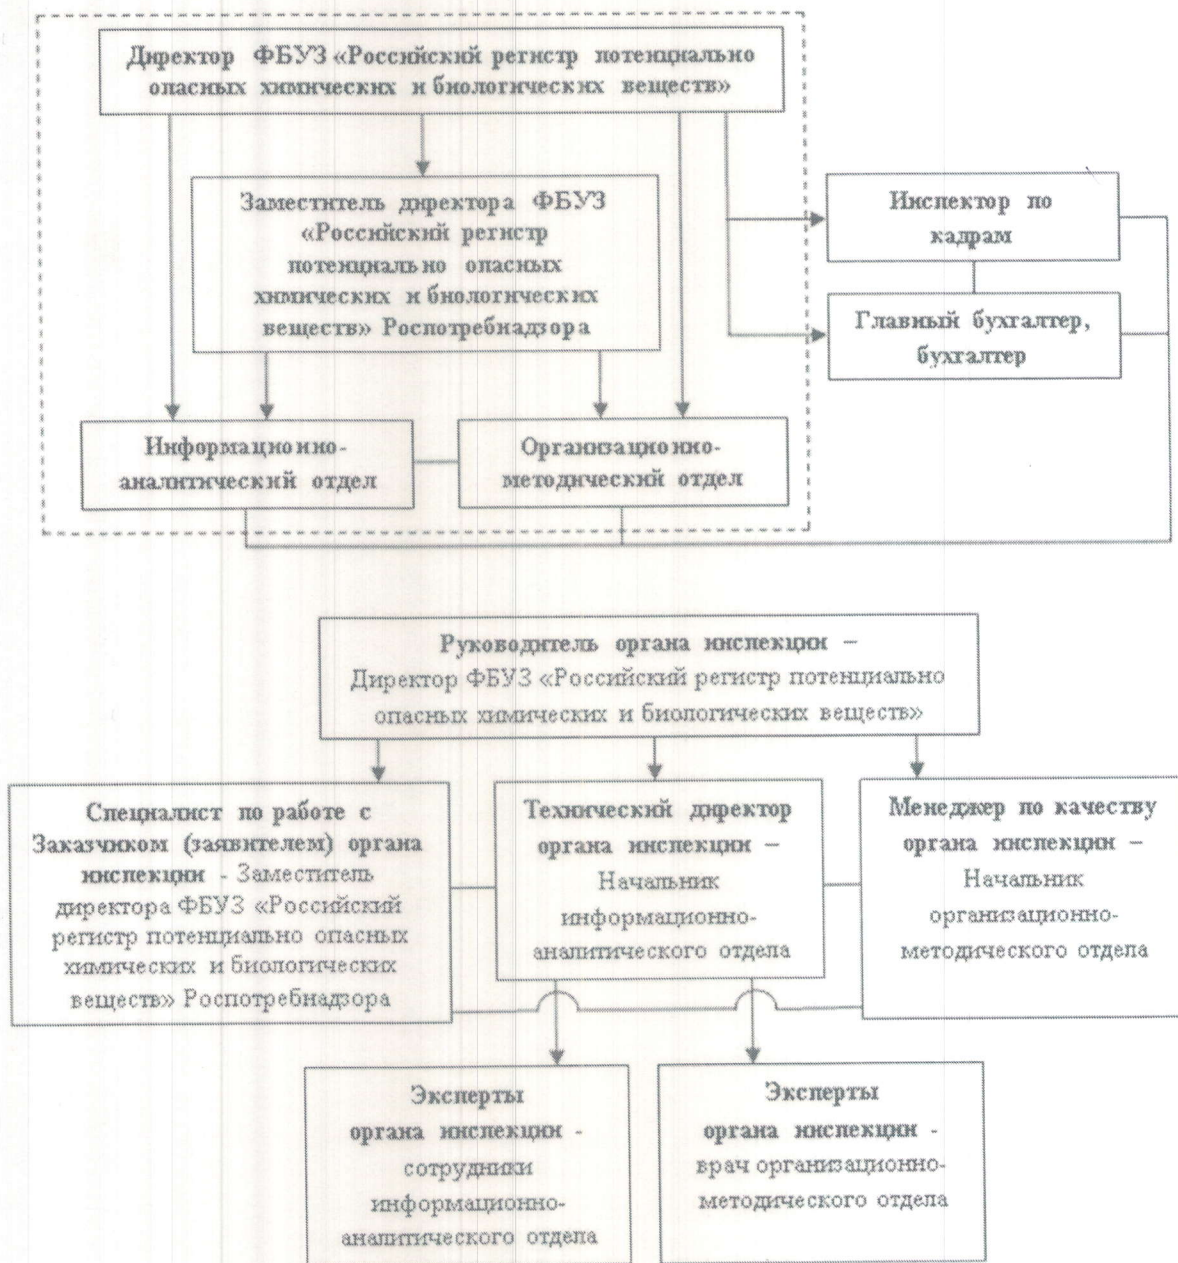 Директор ФБУЗ «Российский регистр потенциально
опасных химических и биологических веществ»
Заместитель директора ФБУЗ
«Российский регистр
потенциально опасных
химических и биологических
веществ» Роспотребнадзора
Инспектор по
кадрам
Главный бухгалтер,
бухгалтер
Информационно-
аналитический отдел
Организационно-
методический отдел
Руководитель органа инспекции –
Директор ФБУЗ «Российский регистр потенциально
опасных химических и биологических веществ»
Специалист по работе с
Заказчиком (заявителем) органа
инспекции - Заместитель
директора ФБУЗ «Российский
регистр потенциально опасных
химических и биологических
веществ» Роспотребнадзора
Технический директор
органа инспекции –
Начальник
информационно-
аналитического отдела
Менеджер по качеству
органа инспекции –
Начальник
организационно-
методического отдела
Эксперты
органа инспекции -
сотрудники
информационно-
аналитического отдела
Эксперты
органа инспекции -
врач организационно-
методического отдела